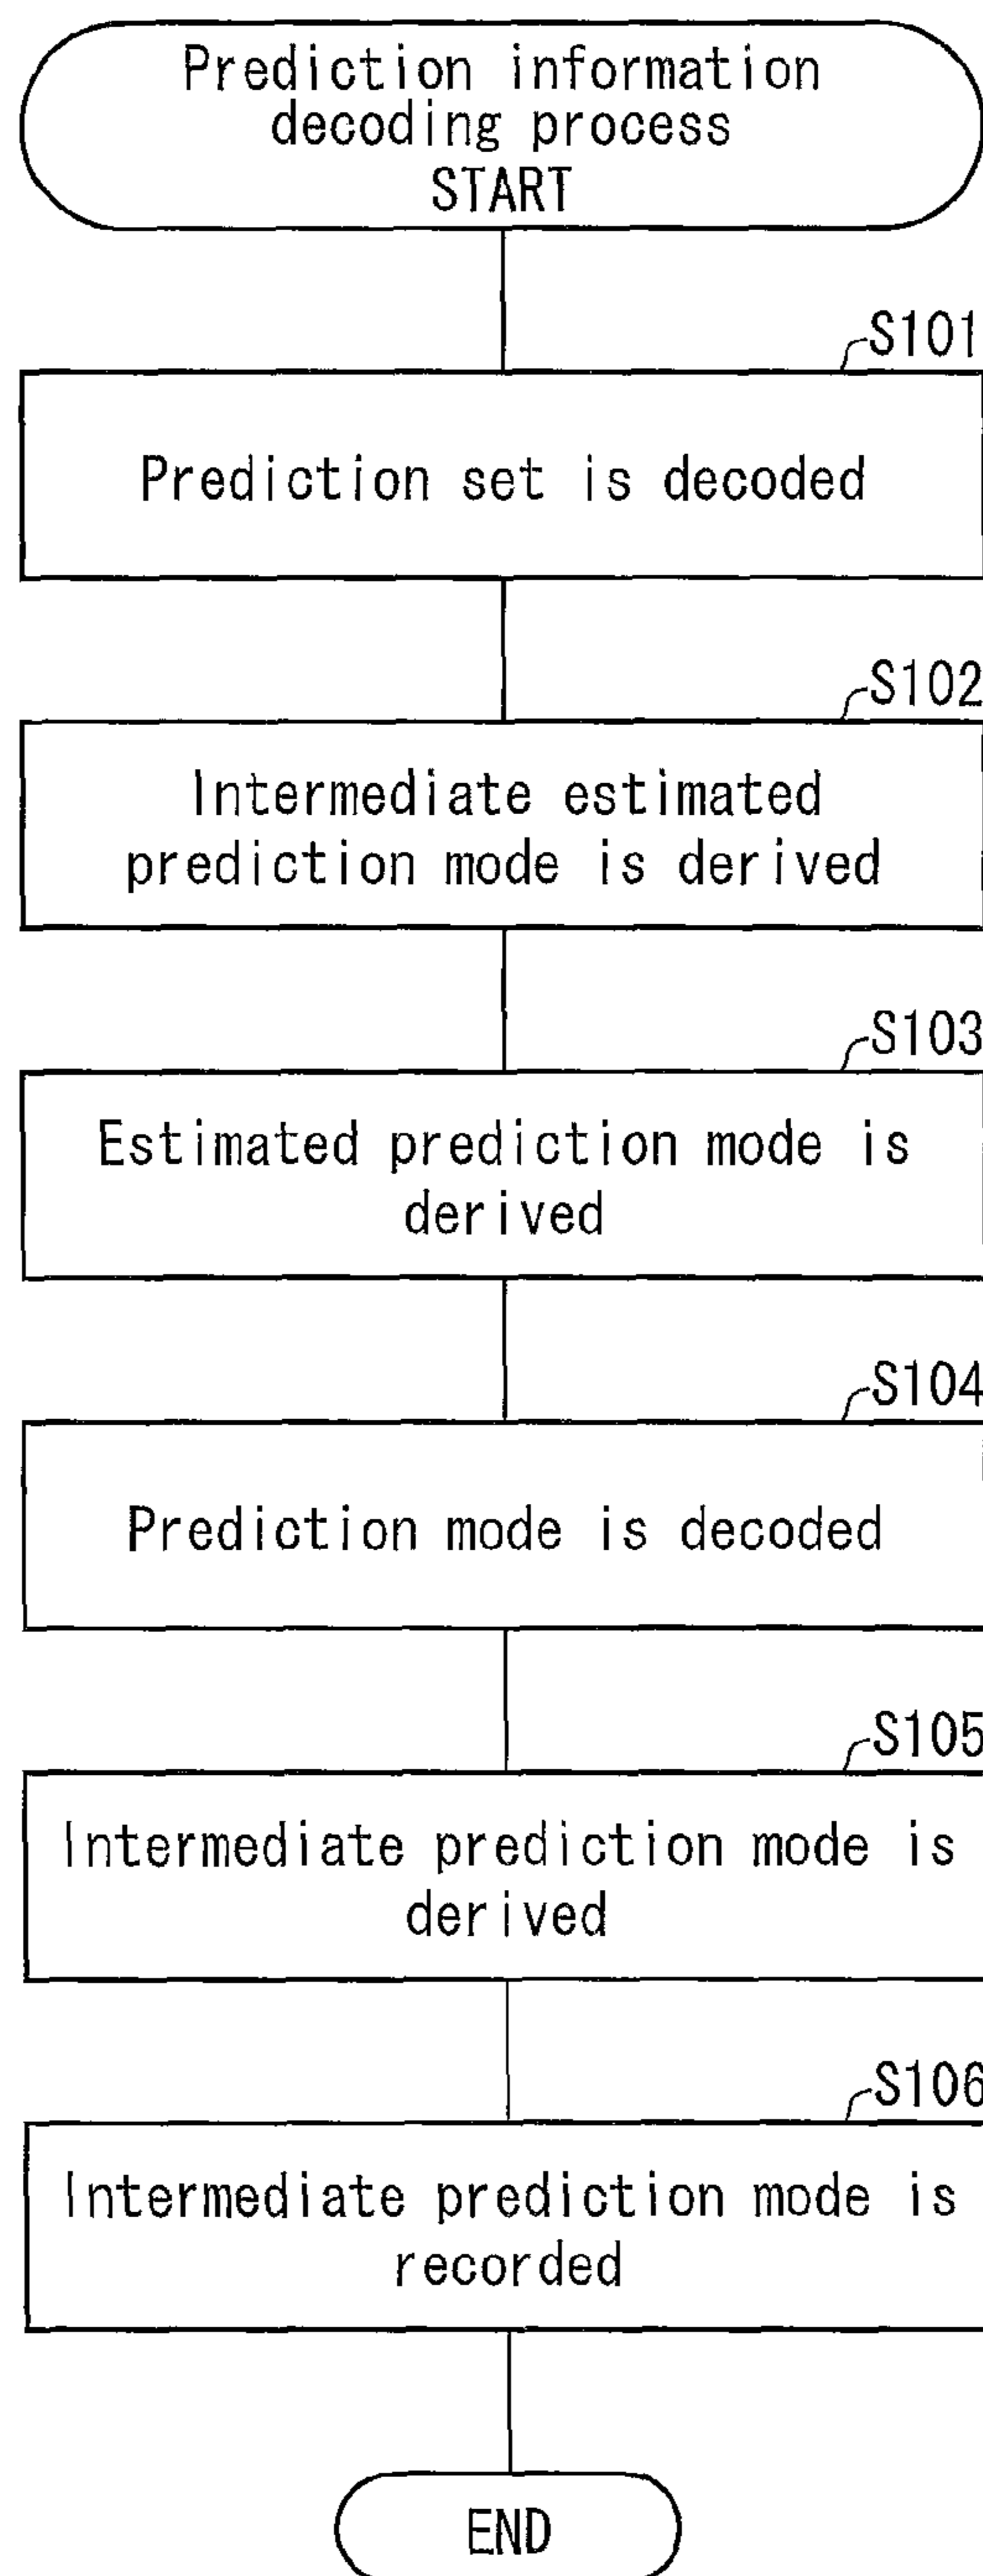 Prediction information
decoding process
START
S101
Prediction set is decoded
S102
Intermediate estimated
prediction mode is derived
S103
Estimated prediction mode is
derived
S104
Prediction mode is decoded
S105
Intermediate prediction mode is
derived
S106
Intermediate prediction mode is
recorded
END